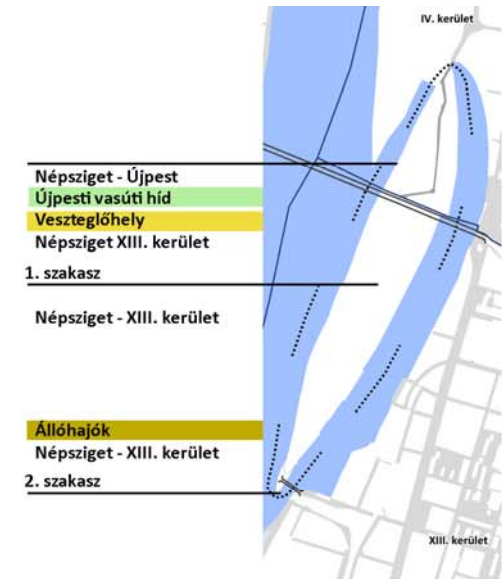 IV. kerület
Népsziget - Újpest
Újpesti vasúti híd
Veszteglőhely
Népsziget XIII. kerület
1. szakasz
Népsziget - XIII. kerület
Állóhajók
Népsziget - XIII. kerület
2. szakasz
XIII. kerület